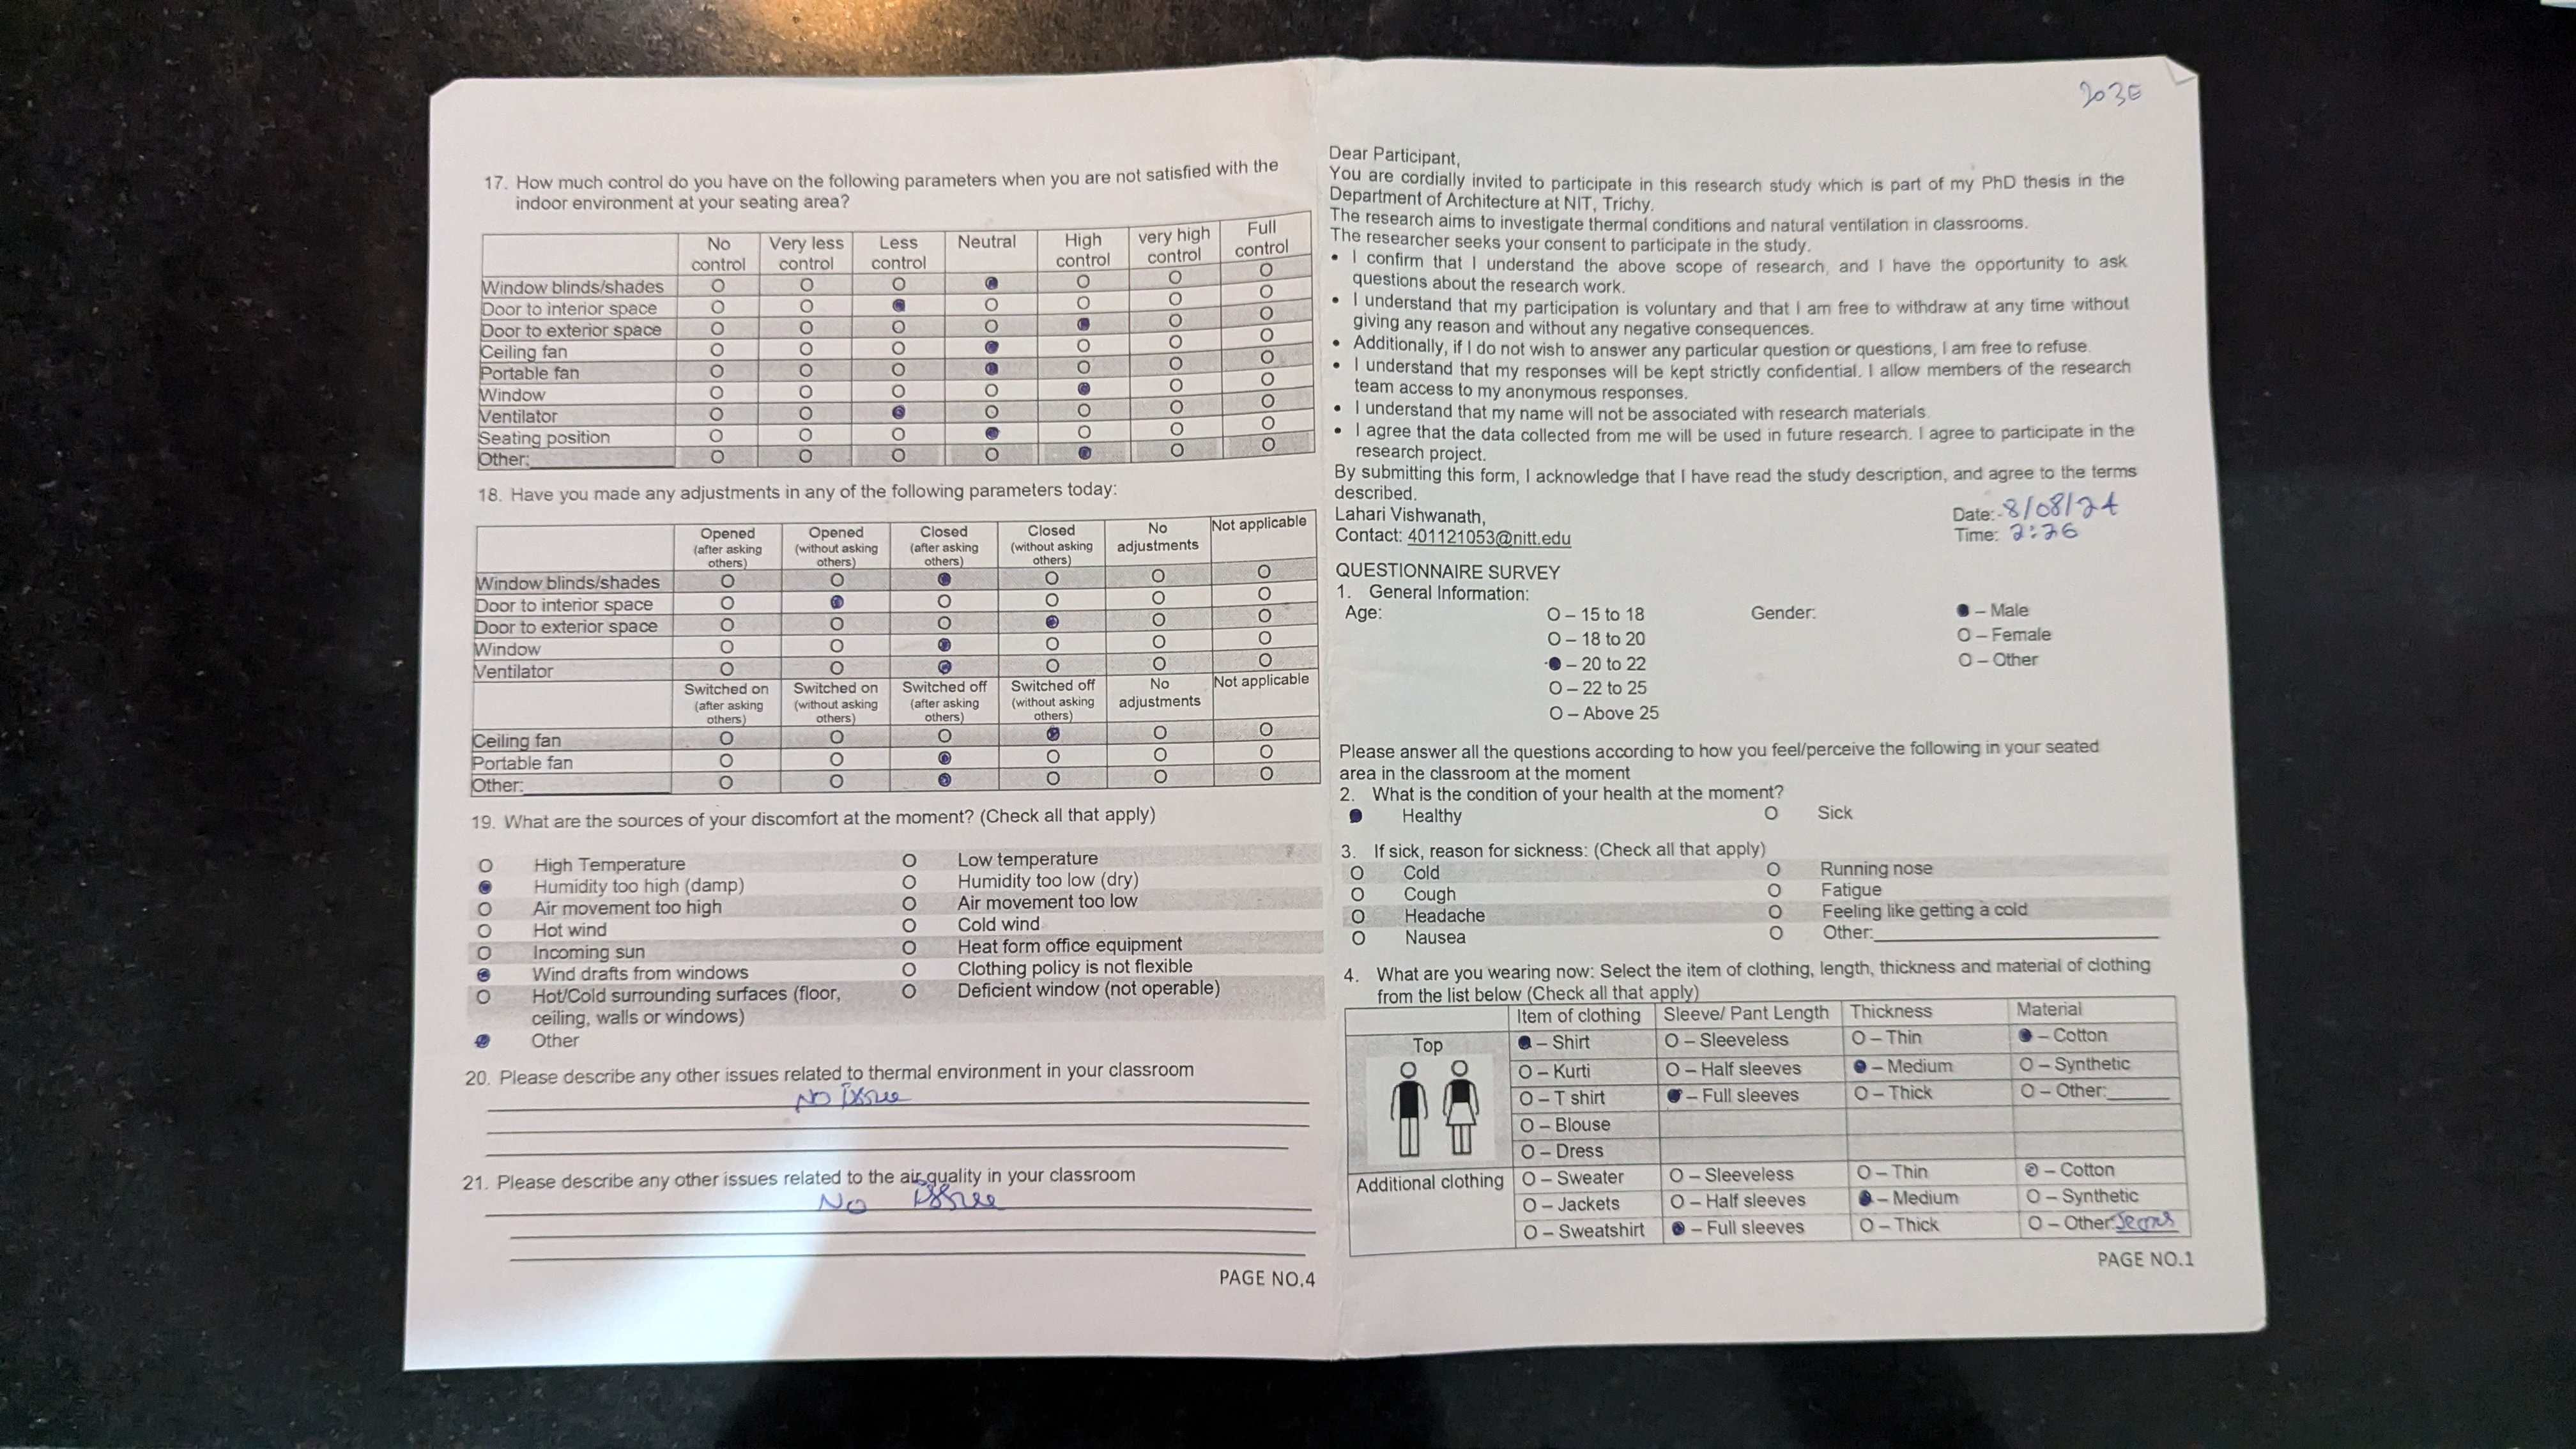 17. How much control do you have on the following parameters when you are not satisfied with the
indoor environment at your seating area?
No control Very less control Less control Neutral High control very high control Full control
Window blinds/shades O O O O O O
Door to interior space O O O O O O
Door to exterior space O O O O O O
Ceiling fan O O O O O O
Portable fan O O O O O O
Window O O O O O O
Ventilator O O O O O O
Seating position O O O O O O
Other: O O O O O O
18. Have you made any adjustments in any of the following parameters today:
Opened (after asking others) Opened (without asking others) Closed (after asking others) Closed (without asking others) No adjustments Not applicable
Window blinds/shades O O O O O
Door to interior space O O O O O
Door to exterior space O O O O O
Window O O O O O
Ventilator O O O O O
Switched on (after asking others) Switched on (without asking others) Switched off (after asking others) Switched off (without asking others) No adjustments Not applicable
Ceiling fan O O O O O
Portable fan O O O O O
Other: O O O O O
19. What are the sources of your discomfort at the moment? (Check all that apply)
O High Temperature O Low temperature
Humidity too high (damp) O Humidity too low (dry)
O Air movement too high O Air movement too low
O Hot wind O Cold wind
O Incoming sun O Heat form office equipment
Wind drafts from windows O Clothing policy is not flexible
O Hot/Cold surrounding surfaces (floor, O Deficient window (not operable)
ceiling, walls or windows)
Other
20. Please describe any other issues related to thermal environment in your classroom
No Issue
21. Please describe any other issues related to the air quality in your classroom
No Issue
PAGE NO.4
203E
Dear Participant,
You are cordially invited to participate in this research study which is part of my PhD thesis in the
Department of Architecture at NIT, Trichy.
The research aims to investigate thermal conditions and natural ventilation in classrooms.
The researcher seeks your consent to participate in the study.
• I confirm that I understand the above scope of research, and I have the opportunity to ask
questions about the research work.
• I understand that my participation is voluntary and that I am free to withdraw at any time without
giving any reason and without any negative consequences.
• Additionally, if I do not wish to answer any particular question or questions, I am free to refuse.
• I understand that my responses will be kept strictly confidential. I allow members of the research
team access to my anonymous responses.
• I understand that my name will not be associated with research materials.
• I agree that the data collected from me will be used in future research. I agree to participate in the
research project.
By submitting this form, I acknowledge that I have read the study description, and agree to the terms
described.
Lahari Vishwanath,
Contact: 401121053@nitt.edu
Date:-8/08/24
Time: 2:26
QUESTIONNAIRE SURVEY
1. General Information:
Age: O – 15 to 18 Gender: – Male
O – 18 to 20 O – Female
– 20 to 22 O – Other
O – 22 to 25
O – Above 25
Please answer all the questions according to how you feel/perceive the following in your seated
area in the classroom at the moment
2. What is the condition of your health at the moment?
Healthy O Sick
3. If sick, reason for sickness: (Check all that apply)
O Cold O Running nose
O Cough O Fatigue
O Headache O Feeling like getting a cold
O Nausea O Other:
4. What are you wearing now: Select the item of clothing, length, thickness and material of clothing
from the list below (Check all that apply)
Item of clothing Sleeve/ Pant Length Thickness Material
Top – Shirt O – Sleeveless O – Thin – Cotton
O – Kurti O – Half sleeves – Medium O – Synthetic
O – T shirt – Full sleeves O – Thick O – Other:
O – Blouse
O – Dress
Additional clothing O – Sweater O – Sleeveless O – Thin – Cotton
O – Jackets O – Half sleeves – Medium O – Synthetic
O – Sweatshirt – Full sleeves O – Thick O – Other:
PAGE NO.1